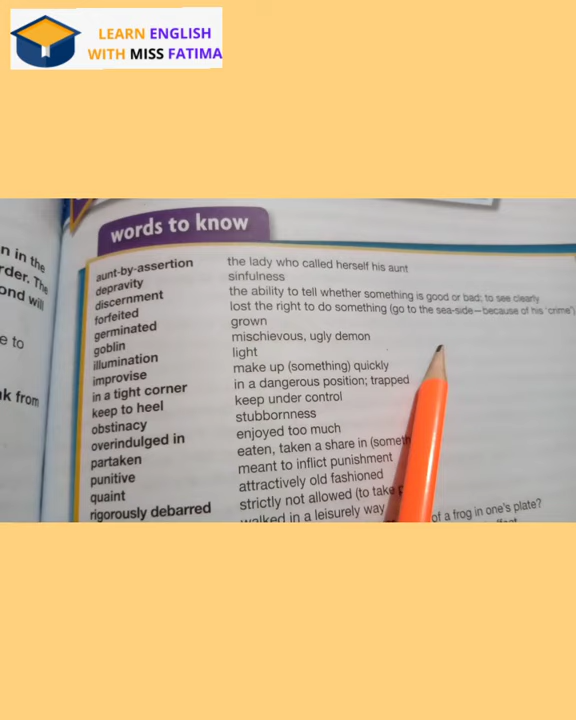 LEARN ENGLISH
WITH MISS FATIMA
words to know
n in the
rder. The
ond will
e to
k from
aunt-by-assertion the lady who called herself his aunt
depravity sinfulness
discernment the ability to tell whether something is good or bad; to see clearly
forfeited lost the right to do something (go to the sea-side—because of his 'crime')
germinated grown
goblin mischievous, ugly demon
illumination light
improvise make up (something) quickly
in a tight corner in a dangerous position; trapped
keep to heel keep under control
obstinacy stubbornness
overindulged in enjoyed too much
partaken eaten, taken a share in (someth
punitive meant to inflict punishment
quaint attractively old fashioned
rigorously debarred strictly not allowed (to take p
walked in a leisurely way of a frog in one's plate?